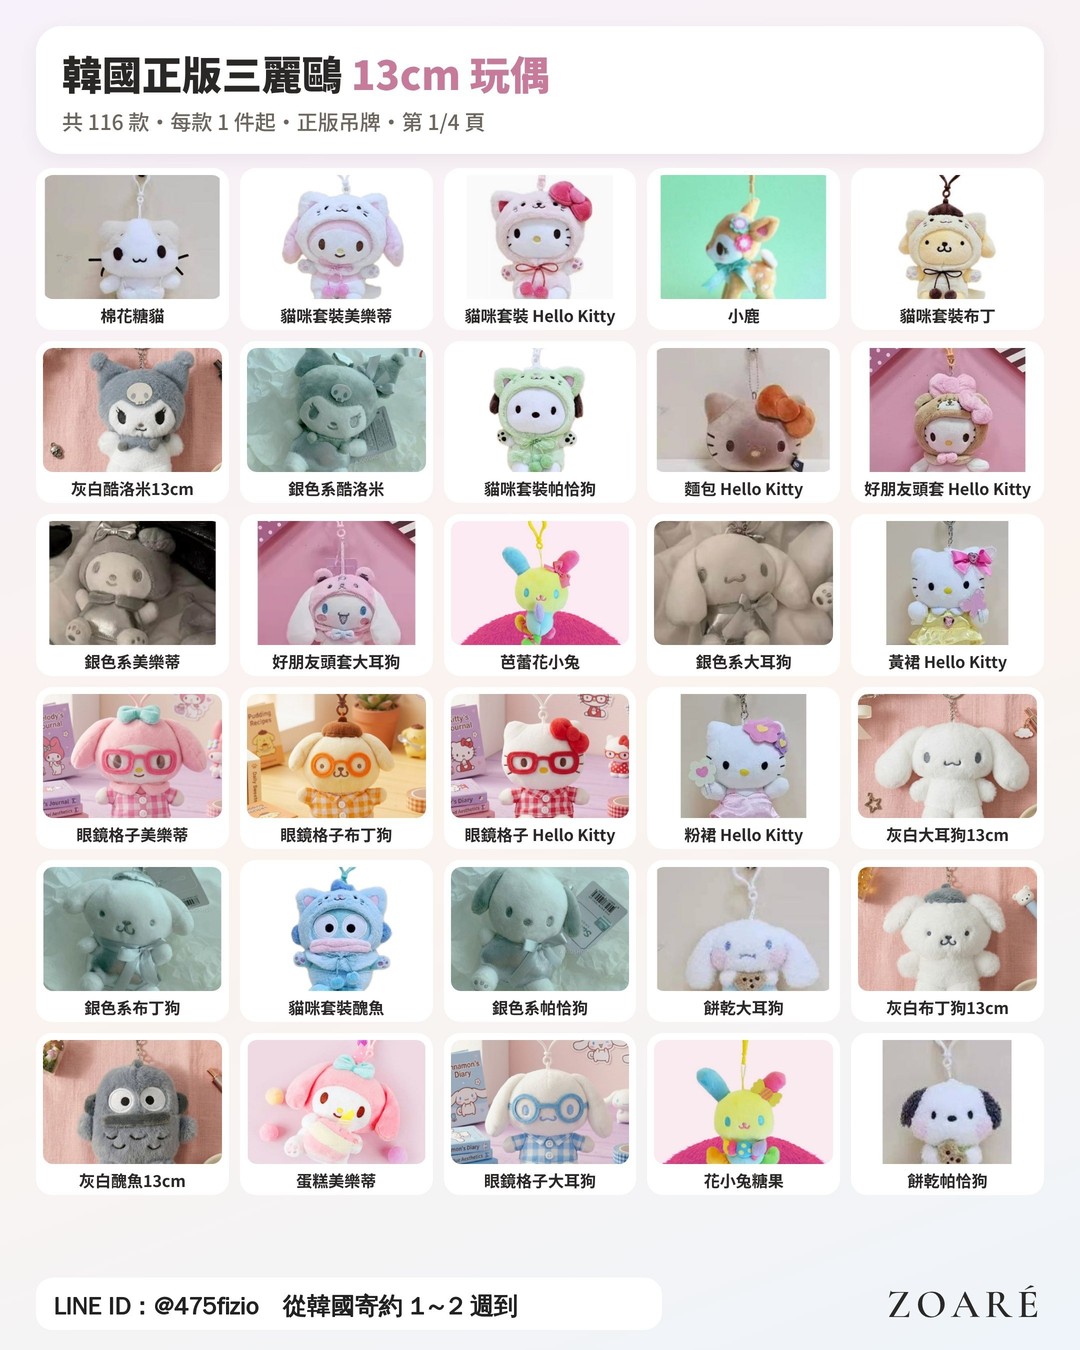 韓國正版三麗鷗 13cm 玩偶
共 116 款・每款 1 件起・正版吊牌・第 1/4 頁
棉花糖貓
貓咪套裝美樂蒂
貓咪套裝 Hello Kitty
小鹿
貓咪套裝布丁
灰白酷洛米13cm
銀色系酷洛米
貓咪套裝帕恰狗
麵包 Hello Kitty
好朋友頭套 Hello Kitty
銀色系美樂蒂
好朋友頭套大耳狗
芭蕾花小兔
銀色系大耳狗
黃裙 Hello Kitty
眼鏡格子美樂蒂
眼鏡格子布丁狗
眼鏡格子 Hello Kitty
粉裙 Hello Kitty
灰白大耳狗13cm
銀色系布丁狗
貓咪套裝醜魚
銀色系帕恰狗
餅乾大耳狗
灰白布丁狗13cm
灰白醜魚13cm
蛋糕美樂蒂
眼鏡格子大耳狗
花小兔糖果
餅乾帕恰狗
LINE ID：@475fizio 從韓國寄約 1~2 週到
ZOARÉ